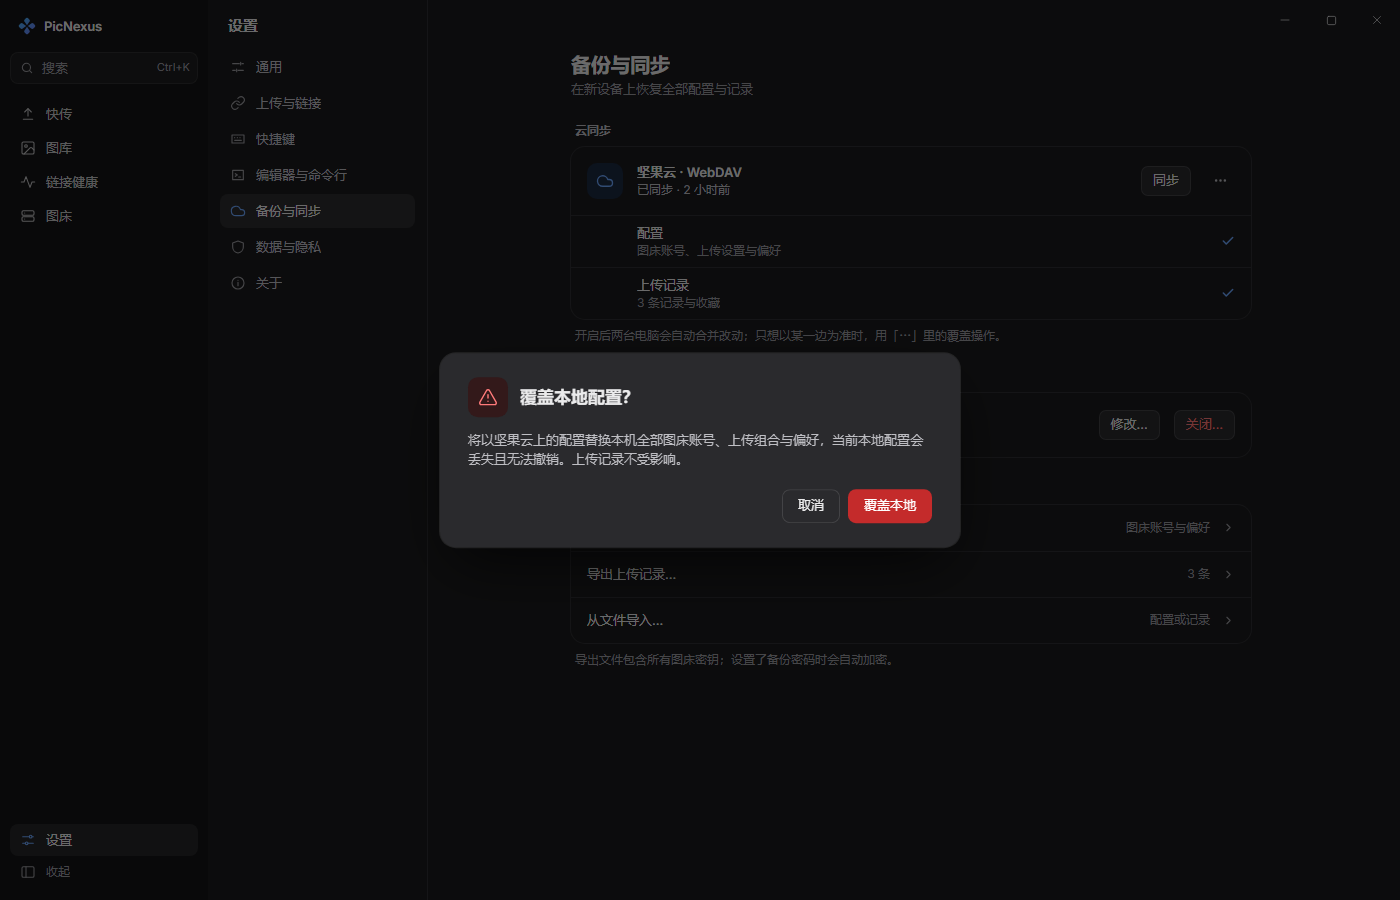 PicNexus
搜索 Ctrl+K
快传
图库
链接健康
图床
设置
收起
设置
通用
上传与链接
快捷键
编辑器与命令行
备份与同步
数据与隐私
关于
备份与同步
在新设备上恢复全部配置与记录
云同步
坚果云 · WebDAV
已同步 · 2 小时前
同步 ···
配置
图床账号、上传设置与偏好
上传记录
3 条记录与收藏
开启后两台电脑会自动合并改动；只想以某一边为准时，用「···」里的覆盖操作。
修改... 关闭...
覆盖本地配置?
将以坚果云上的配置替换本机全部图床账号、上传组合与偏好，当前本地配置会
丢失且无法撤销。上传记录不受影响。
取消 覆盖本地
图床账号与偏好
导出上传记录... 3 条
从文件导入... 配置或记录
导出文件包含所有图床密钥；设置了备份密码时会自动加密。